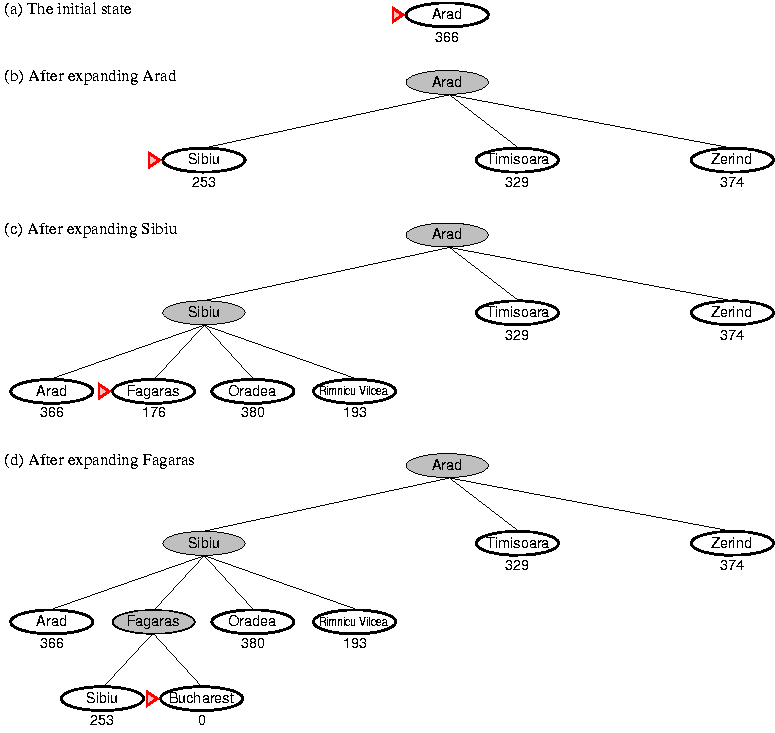 (a) The initial state
Arad
366
(b) After expanding Arad
Arad
Sibiu Timisoara Zerind
253 329 374
(c) After expanding Sibiu
Arad
Sibiu Timisoara Zerind
329 374
Arad Fagaras Oradea Rimnicu Vilcea
366 176 380 193
(d) After expanding Fagaras
Arad
Sibiu Timisoara Zerind
329 374
Arad Fagaras Oradea Rimnicu Vilcea
366 380 193
Sibiu Bucharest
253 0